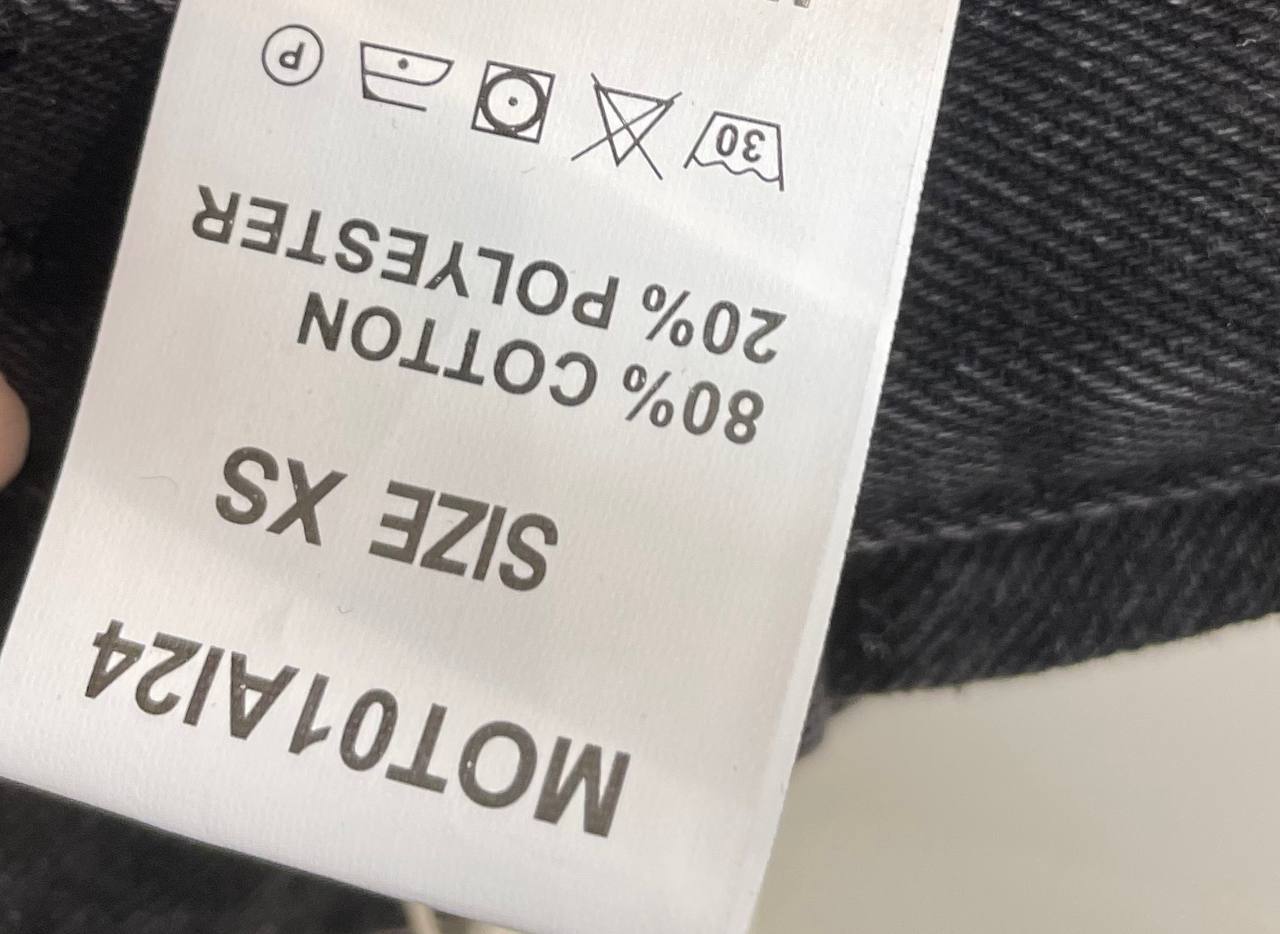 MOT01AI24
SIZE XS
80% COTTON
20% POLYESTER
30
P